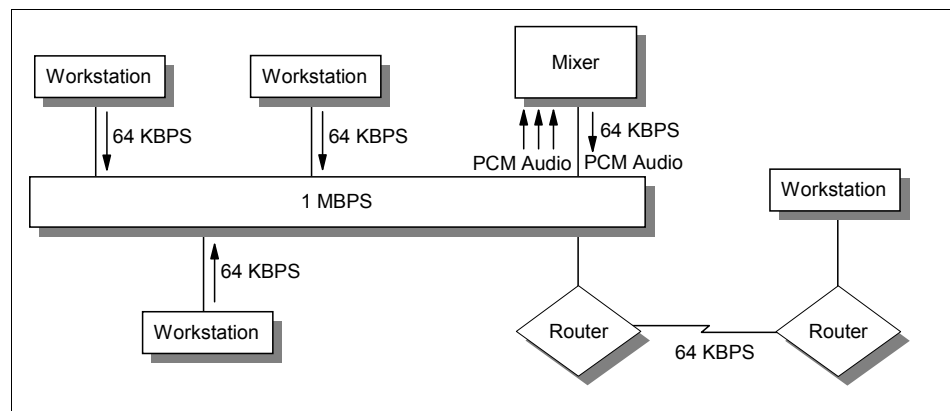 Workstation
Workstation
Mixer
64 KBPS
64 KBPS
64 KBPS
PCM Audio
PCM Audio
1 MBPS
Workstation
64 KBPS
Workstation
Router
64 KBPS
Router